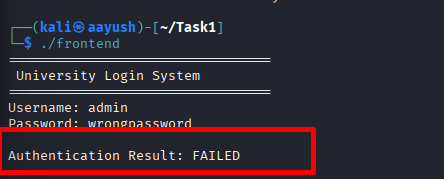 ┌──(kali㉿aayush)-[~/Task1]
└─$ ./frontend
==================================
University Login System
==================================
Username: admin
Password: wrongpassword
Authentication Result: FAILED